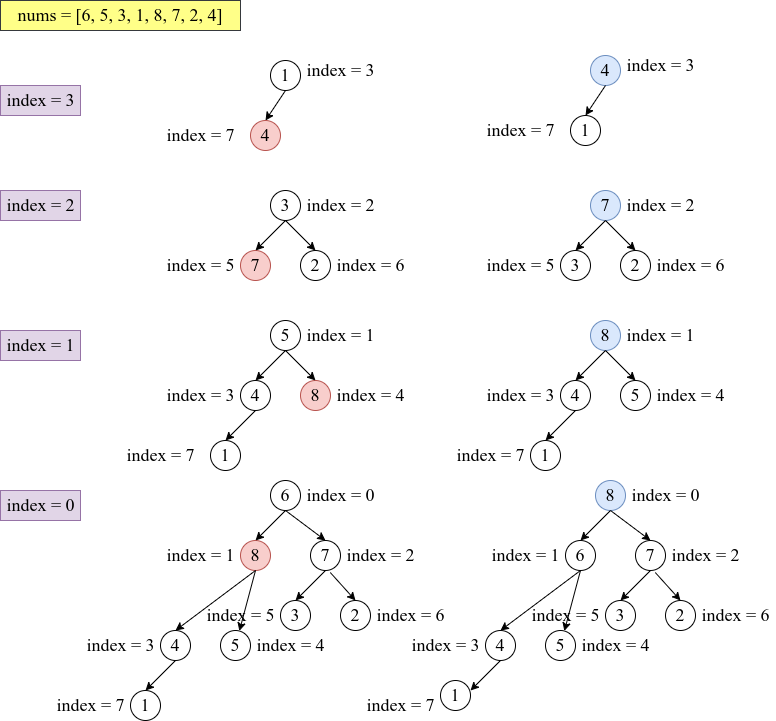 nums = [6, 5, 3, 1, 8, 7, 2, 4]
index = 3
1 index = 3
index = 7 4
4 index = 3
index = 7 1
index = 2
3 index = 2
index = 5 7 2 index = 6
7 index = 2
index = 5 3 2 index = 6
index = 1
5 index = 1
index = 3 4 8 index = 4
index = 7 1
8 index = 1
index = 3 4 5 index = 4
index = 7 1
index = 0
6 index = 0
index = 1 8 7 index = 2
index = 5 3 2 index = 6
index = 3 4 5 index = 4
index = 7 1
8 index = 0
index = 1 6 7 index = 2
index = 5 3 2 index = 6
index = 3 4 5 index = 4
index = 7 1